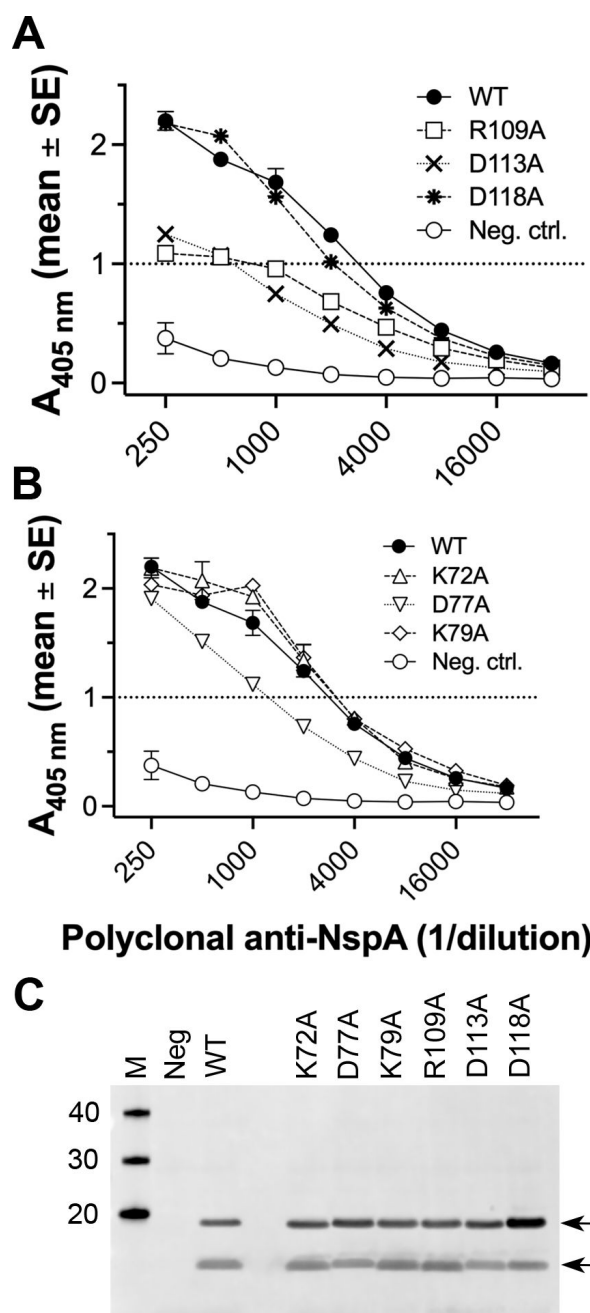 A
A405 nm (mean ± SE)
2
1
0
WT
R109A
D113A
D118A
Neg. ctrl.
250
1000
4000
16000
B
A405 nm (mean ± SE)
2
1
0
WT
K72A
D77A
K79A
Neg. ctrl.
250
1000
4000
16000
Polyclonal anti-NspA (1/dilution)
C
M
Neg
WT
K72A
D77A
K79A
R109A
D113A
D118A
40
30
20